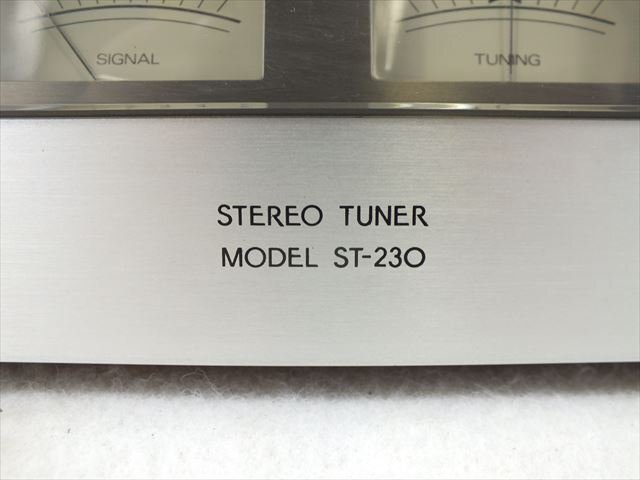 SIGNAL
TUNING
STEREO TUNER
MODEL ST-230